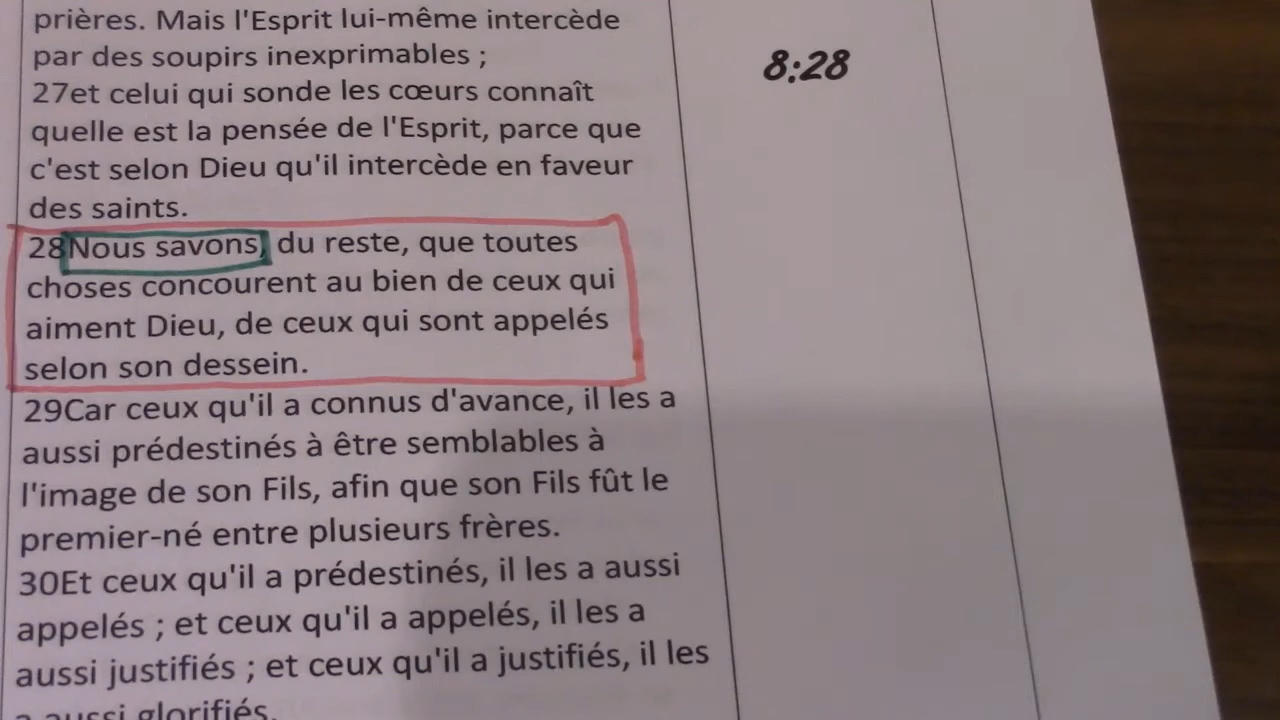 prières. Mais l'Esprit lui-même intercède
par des soupirs inexprimables ;
27et celui qui sonde les cœurs connaît
quelle est la pensée de l'Esprit, parce que
c'est selon Dieu qu'il intercède en faveur
des saints.
28Nous savons, du reste, que toutes
choses concourent au bien de ceux qui
aiment Dieu, de ceux qui sont appelés
selon son dessein.
29Car ceux qu'il a connus d'avance, il les a
aussi prédestinés à être semblables à
l'image de son Fils, afin que son Fils fût le
premier-né entre plusieurs frères.
30Et ceux qu'il a prédestinés, il les a aussi
appelés ; et ceux qu'il a appelés, il les a
aussi justifiés ; et ceux qu'il a justifiés, il les
a aussi glorifiés.
8:28